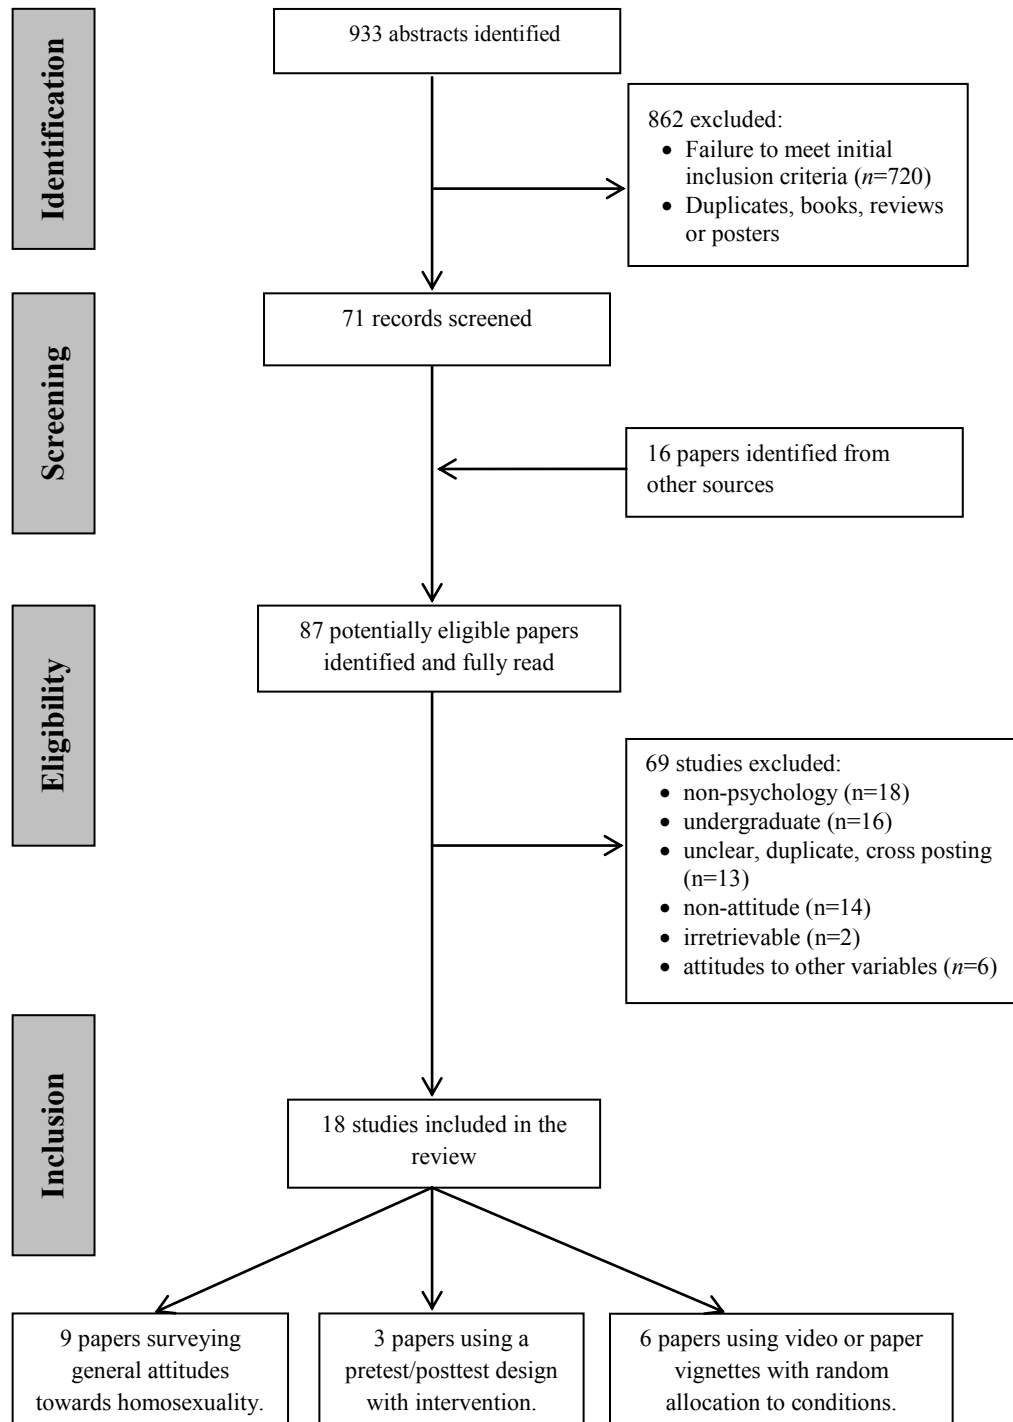 Identification
933 abstracts identified
862 excluded:
• Failure to meet initial
inclusion criteria (n=720)
• Duplicates, books, reviews
or posters
Screening
71 records screened
16 papers identified from
other sources
Eligibility
87 potentially eligible papers
identified and fully read
69 studies excluded:
• non-psychology (n=18)
• undergraduate (n=16)
• unclear, duplicate, cross posting
(n=13)
• non-attitude (n=14)
• irretrievable (n=2)
• attitudes to other variables (n=6)
Inclusion
18 studies included in the
review
9 papers surveying
general attitudes
towards homosexuality.
3 papers using a
pretest/posttest design
with intervention.
6 papers using video or paper
vignettes with random
allocation to conditions.